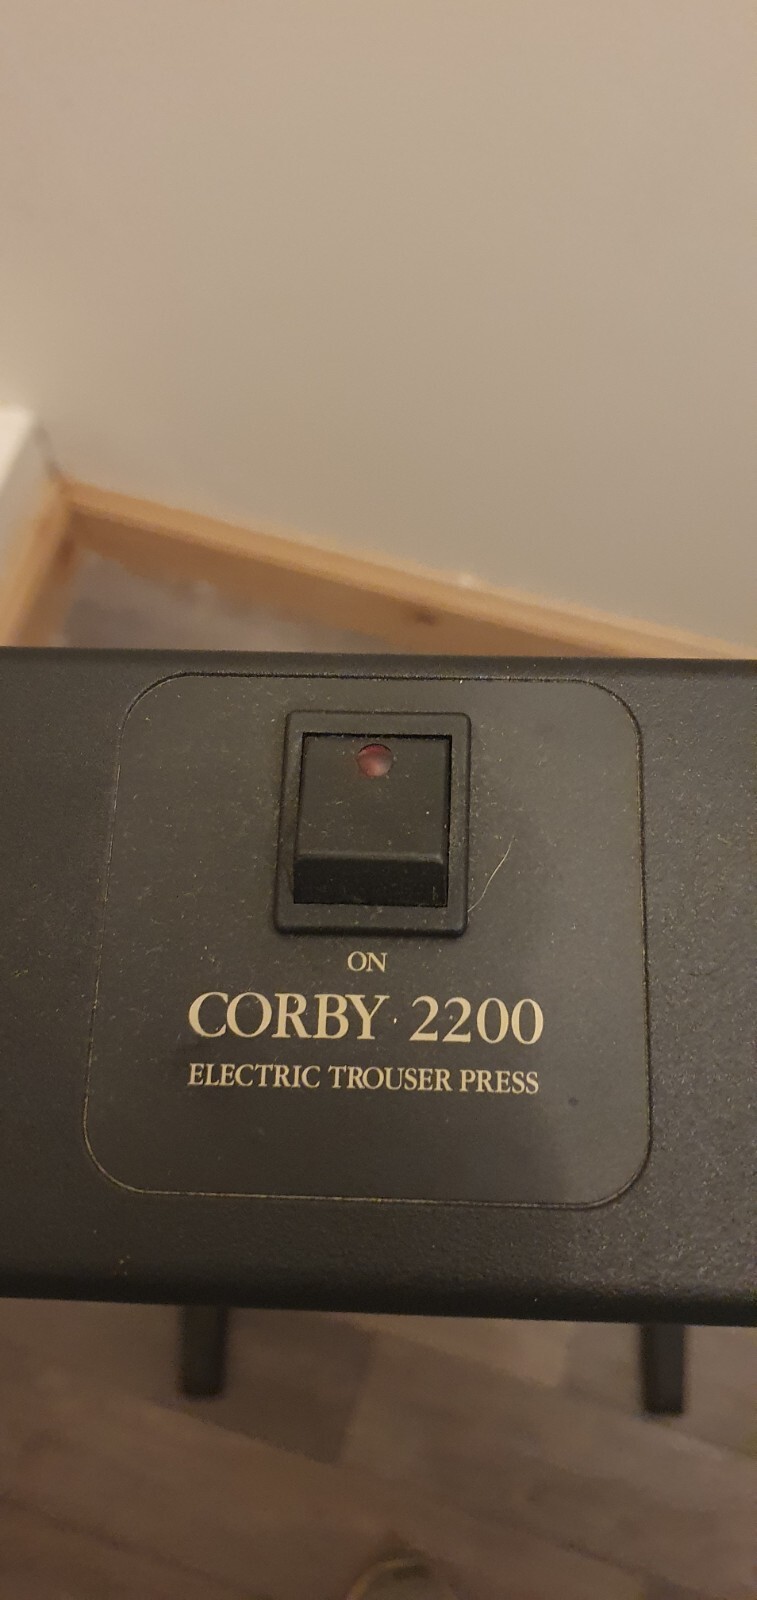 ON
CORBY 2200
ELECTRIC TROUSER PRESS